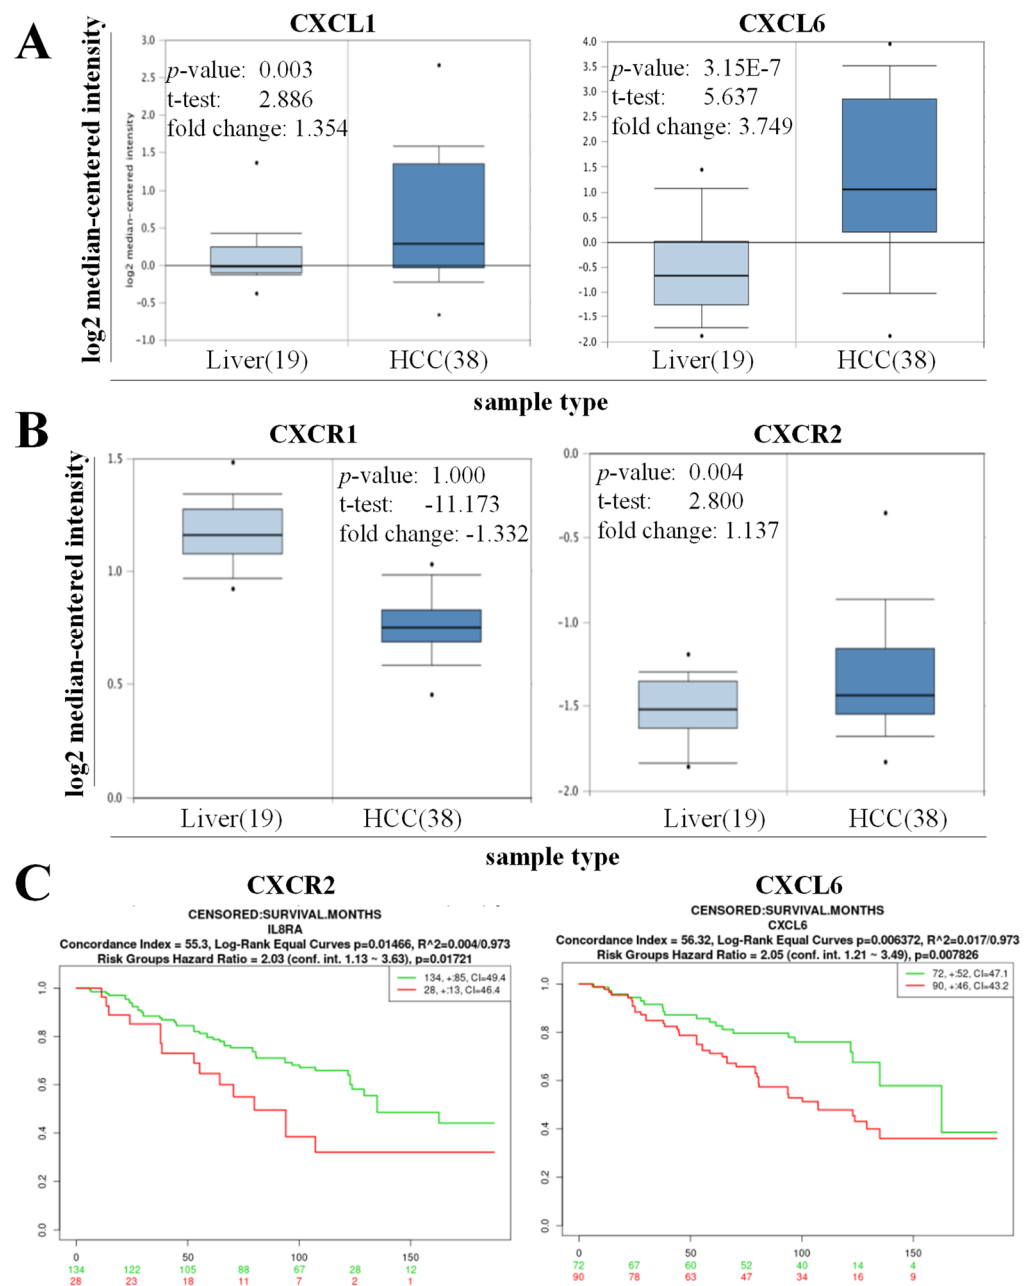 A
CXCL1
CXCL6
log2 median-centered intensity
log2 median-centered intensity
3.0
2.5
2.0
1.5
1.0
0.5
0.0
-0.5
-1.0
p-value: 0.003
t-test: 2.886
fold change: 1.354
Liver(19)
HCC(38)
4.0
3.5
3.0
2.5
2.0
1.5
1.0
0.5
0.0
-0.5
-1.0
-1.5
-2.0
p-value: 3.15E-7
t-test: 5.637
fold change: 3.749
Liver(19)
HCC(38)
sample type
B
CXCR1
CXCR2
log2 median-centered intensity
1.5
1.0
0.5
0.0
p-value: 1.000
t-test: -11.173
fold change: -1.332
Liver(19)
HCC(38)
0.0
-0.5
-1.0
-1.5
-2.0
p-value: 0.004
t-test: 2.800
fold change: 1.137
Liver(19)
HCC(38)
sample type
C
CXCR2
CENSORED:SURVIVAL.MONTHS
IL8RA
Concordance Index = 55.3, Log-Rank Equal Curves p=0.01466, R^2=0.004/0.973
Risk Groups Hazard Ratio = 2.03 (conf. int. 1.13 ~ 3.63), p=0.01721
134, +:85, CI=49.4
28, +:13, CI=46.4
1.0
0.8
0.6
0.4
0.2
0.0
0 50 100 150
134 122 105 88 67 28 12
28 23 18 11 7 2 1
CXCL6
CENSORED:SURVIVAL.MONTHS
CXCL6
Concordance Index = 56.32, Log-Rank Equal Curves p=0.006372, R^2=0.017/0.973
Risk Groups Hazard Ratio = 2.05 (conf. int. 1.21 ~ 3.49), p=0.007826
72, +:52, CI=47.1
90, +:46, CI=43.2
1.0
0.8
0.6
0.4
0.2
0.0
0 50 100 150
72 67 60 52 40 14 4
90 78 63 47 34 16 9